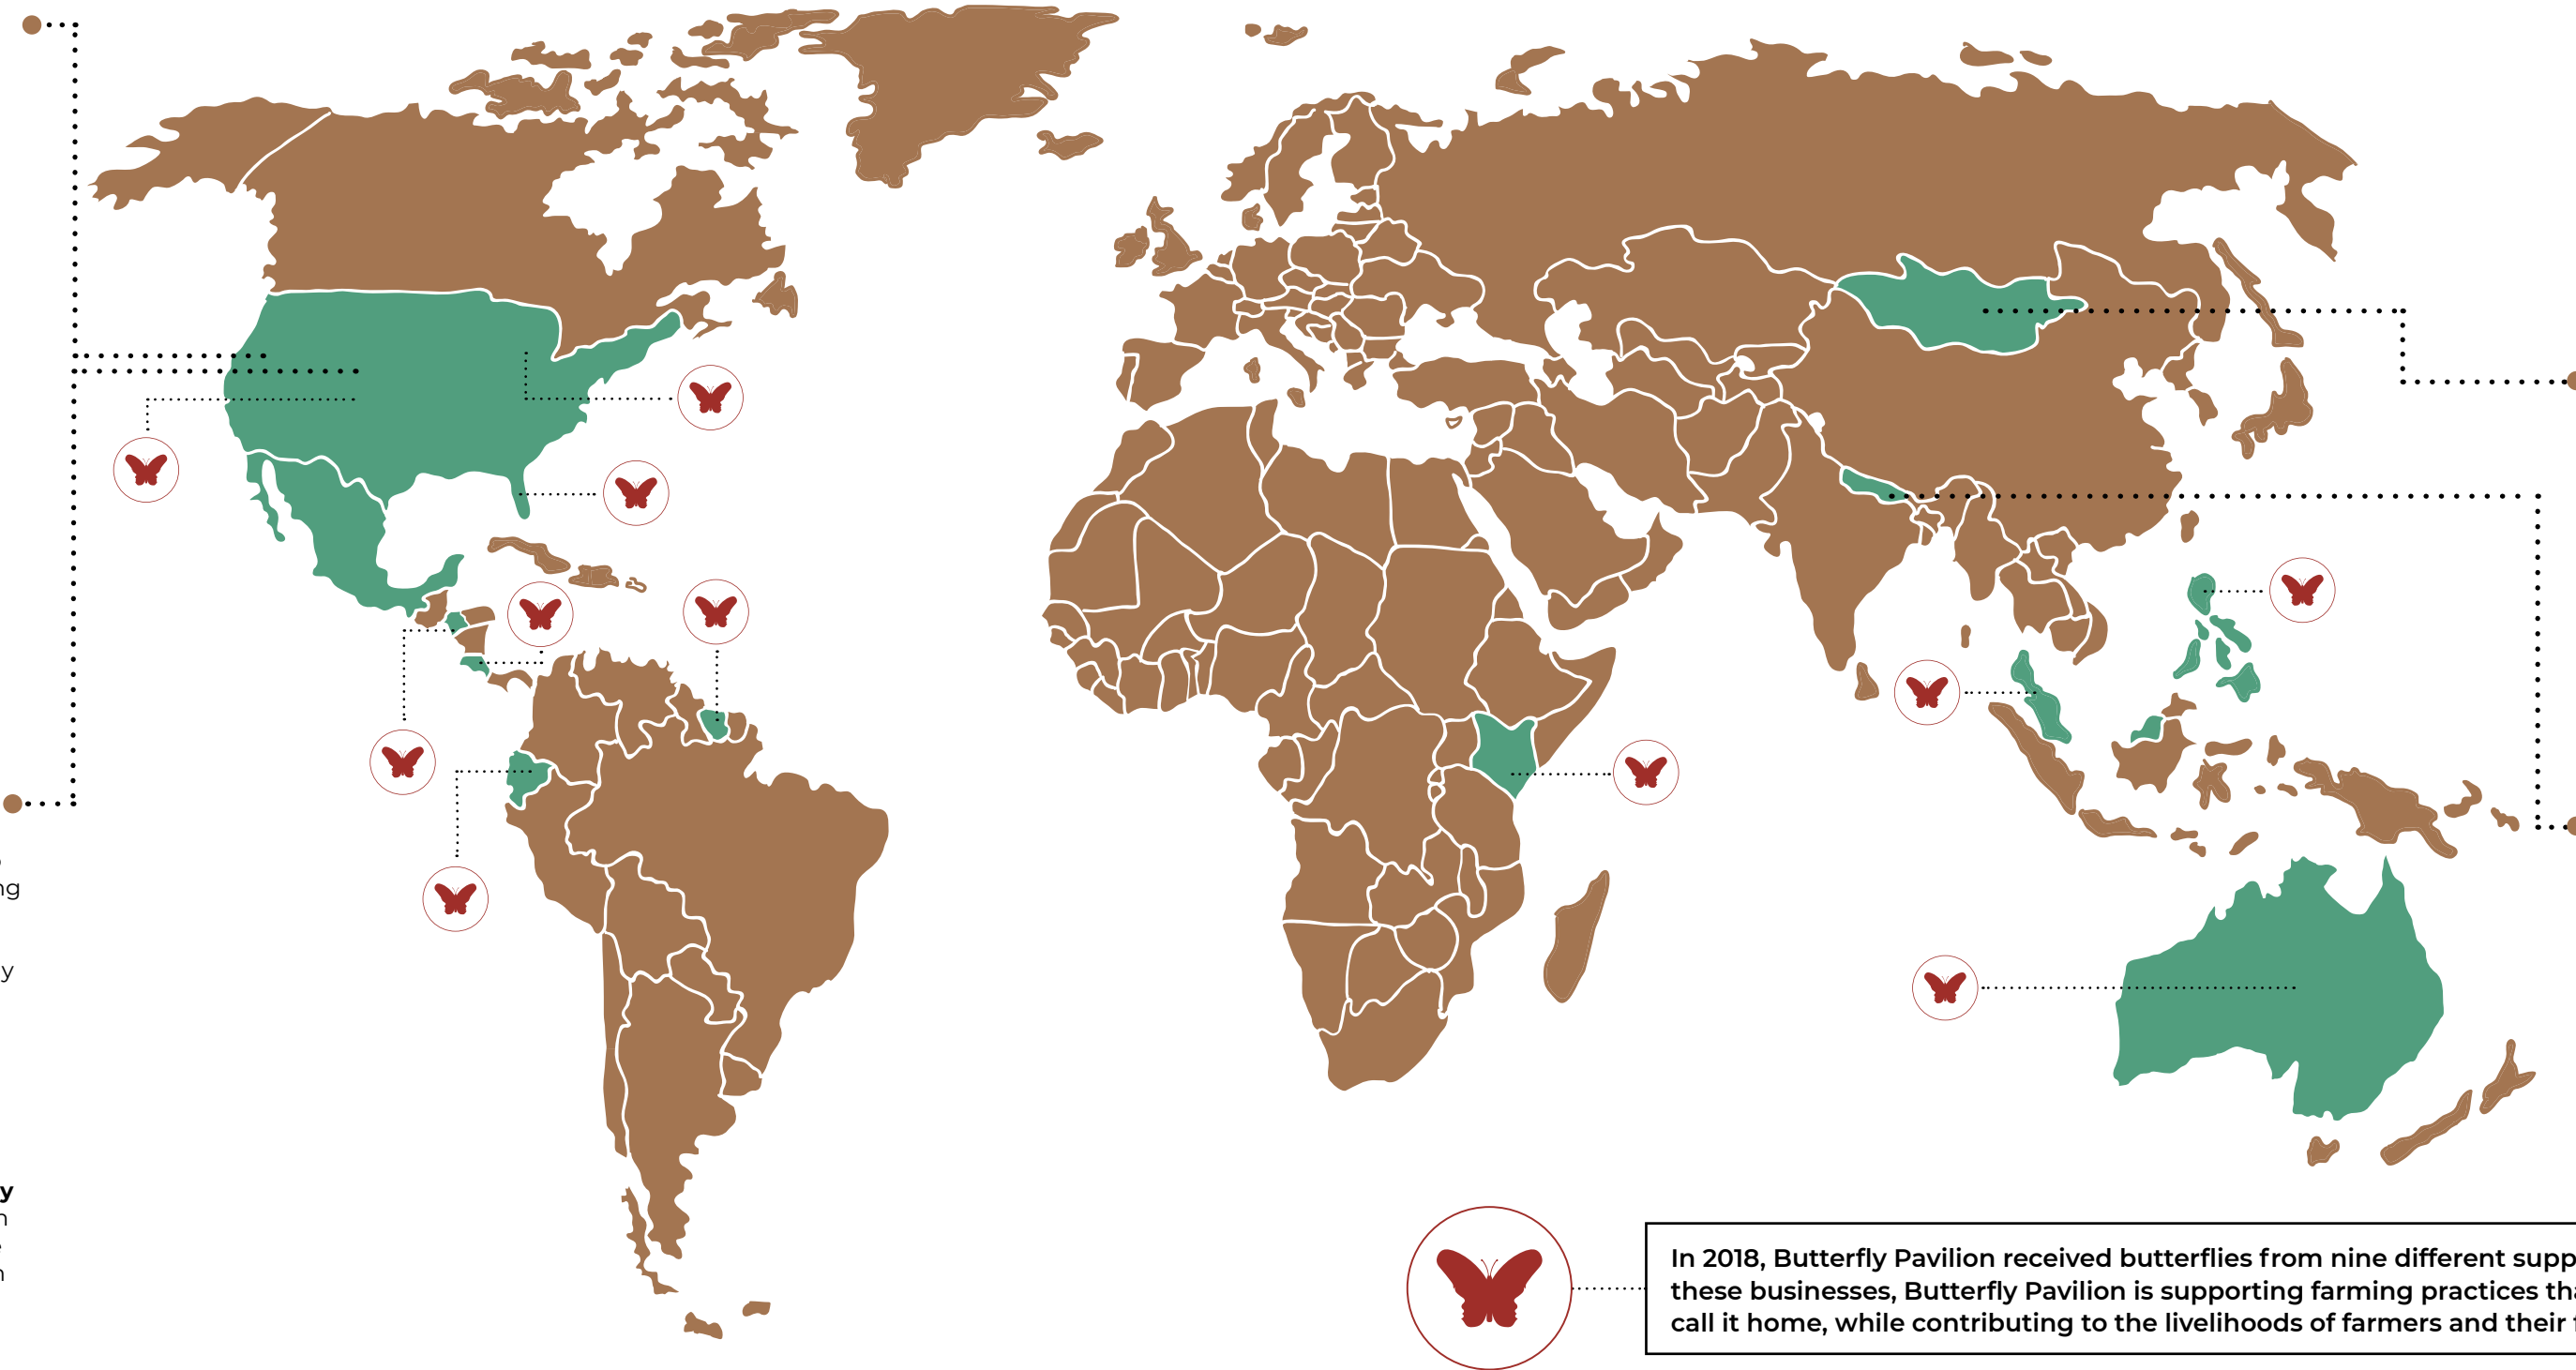 ng
y
y
n
n
In 2018, Butterfly Pavilion received butterflies from nine different supp
these businesses, Butterfly Pavilion is supporting farming practices tha
call it home, while contributing to the livelihoods of farmers and their f